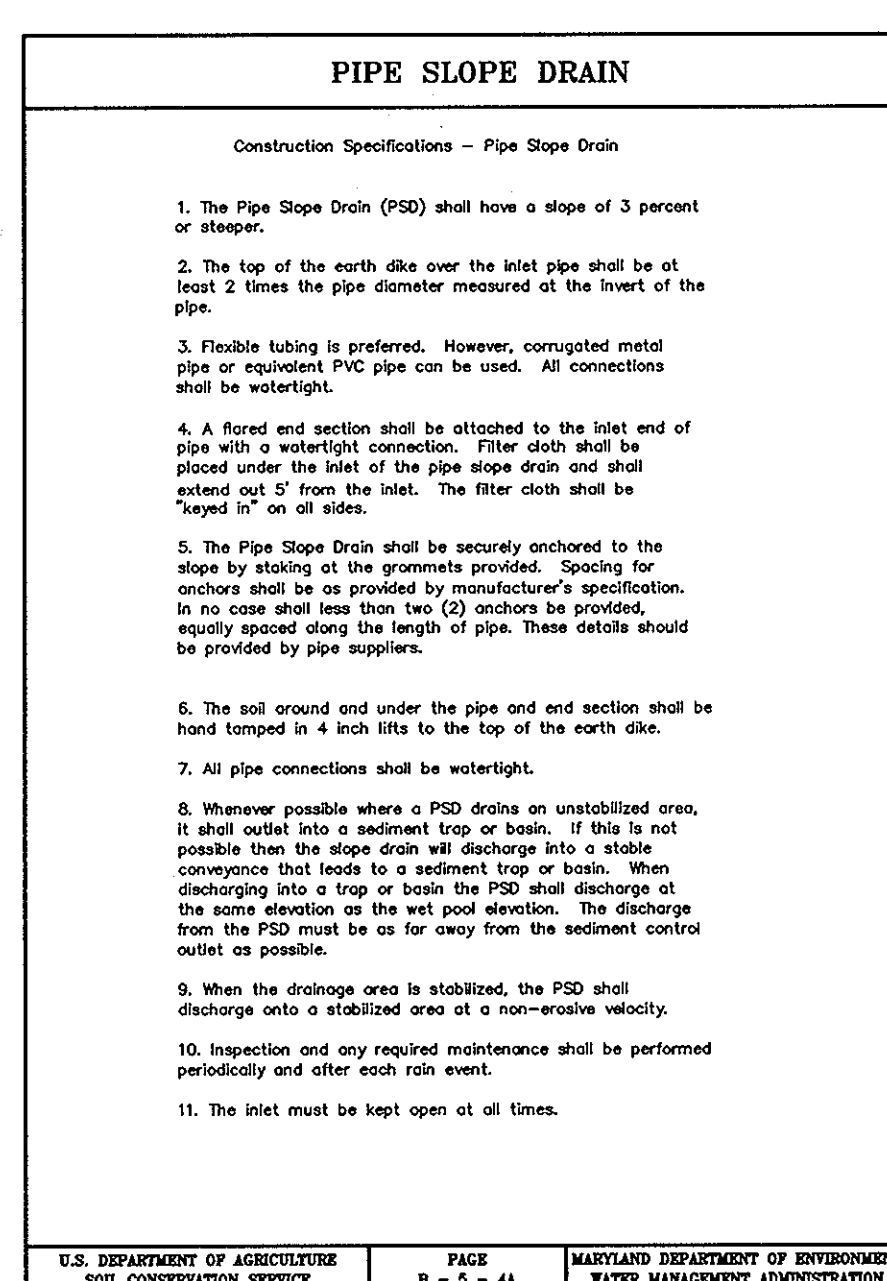 PIPE SLOPE DRAIN
Construction Specifications – Pipe Slope Drain
1. The Pipe Slope Drain (PSD) shall have a slope of 3 percent
or steeper.
2. The top of the earth dike over the inlet pipe shall be at
least 2 times the pipe diameter measured at the invert of the
pipe.
3. Flexible tubing is preferred. However, corrugated metal
pipe or equivalent PVC pipe can be used. All connections
shall be watertight.
4. A flared end section shall be attached to the inlet end of
pipe with a watertight connection. Filter cloth shall be
placed under the inlet of the pipe slope drain and shall
extend out 5' from the inlet. The filter cloth shall be
"keyed in" on all sides.
5. The Pipe Slope Drain shall be securely anchored to the
slope by staking at the grommets provided. Spacing for
anchors shall be as provided by manufacturer's specification.
In no case shall less than two (2) anchors be provided,
equally spaced along the length of pipe. These details should
be provided by pipe suppliers.
6. The soil around and under the pipe and end section shall be
hand tamped in 4 inch lifts to the top of the earth dike.
7. All pipe connections shall be watertight.
8. Whenever possible where a PSD drains an unstabilized area,
it shall outlet into a sediment trap or basin. If this is not
possible then the slope drain will discharge into a stable
conveyance that leads to a sediment trap or basin. When
discharging into a trap or basin the PSD shall discharge at
the same elevation as the wet pool elevation. The discharge
from the PSD must be as far away from the sediment control
outlet as possible.
9. When the drainage area is stabilized, the PSD shall
discharge onto a stabilized area at a non-erosive velocity.
10. Inspection and any required maintenance shall be performed
periodically and after each rain event.
11. The inlet must be kept open at all times.
U.S. DEPARTMENT OF AGRICULTURE
SOIL CONSERVATION SERVICE
PAGE
B - 5 - 4A
MARYLAND DEPARTMENT OF ENVIRONME
WATER MANAGEMENT ADMINISTRATION